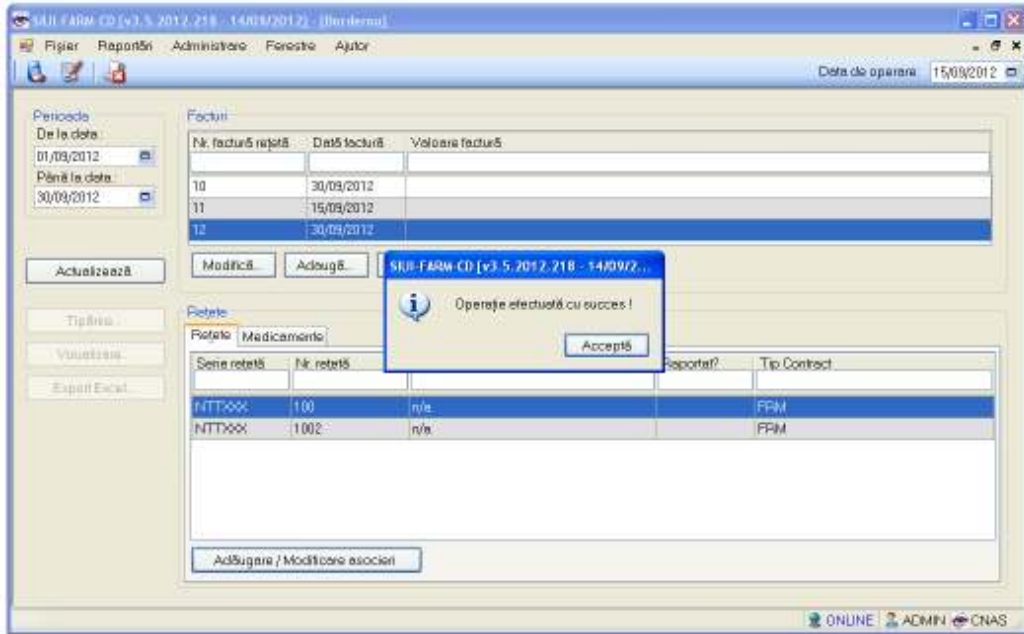 SIUI-FARM-CD [v3.5.2012.218 - 14/09/2012] - [Borderou]
Fișier Raportări Administrare Ferestre Ajutor
Data de operare 15/09/2012
Perioada
De la data:
01/09/2012
Până la data:
30/09/2012
Actualizează
Tipărire...
Vizualizare...
Export Excel...
Facturi
Nr. factură rețetă Dată factură Valoare factură
10 30/09/2012
11 15/09/2012
12 30/09/2012
Modifică... Adaugă...
SIUI-FARM-CD [v3.5.2012.218 - 14/09/2...
Operație efectuată cu succes !
Acceptă
Rețete
Rețete Medicamente
Serie rețetă Nr. rețetă Raportat? Tip Contract
NTTXXX 100 n/a FRM
NTTXXX 1002 n/a FRM
Adăugare / Modificare asocieri
ONLINE ADMIN CNAS